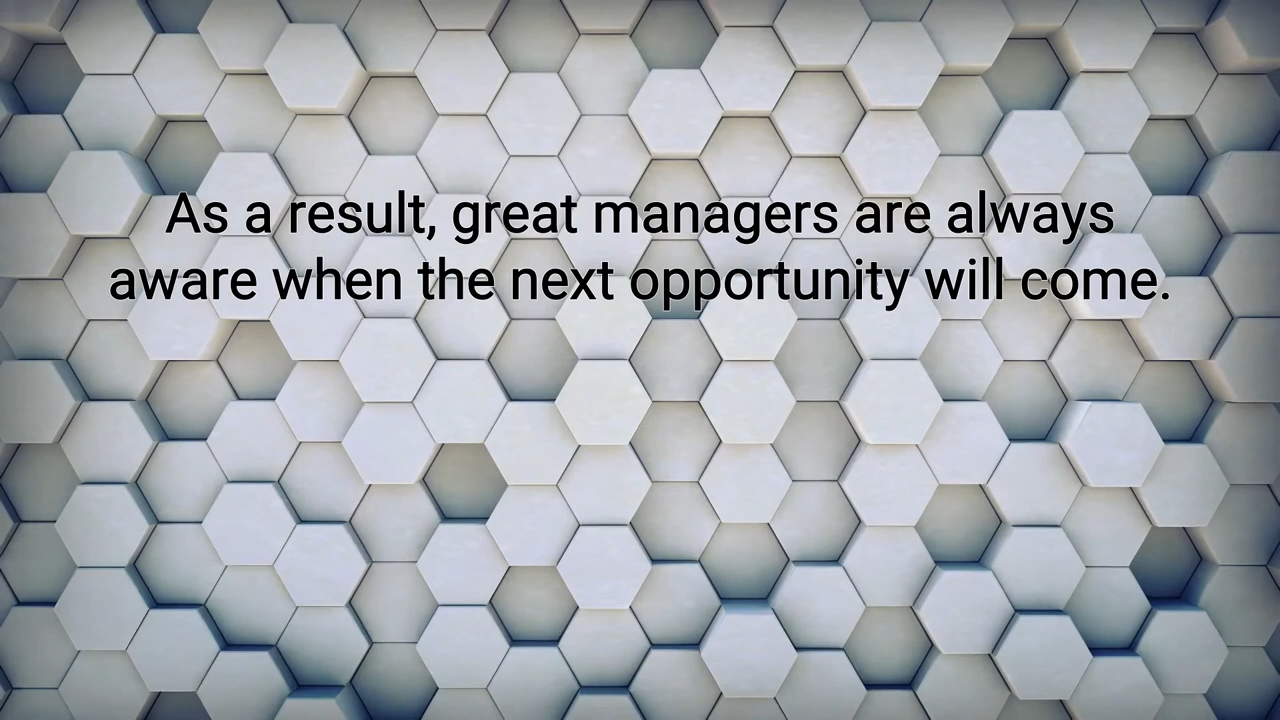 As a result, great managers are always
aware when the next opportunity will come.